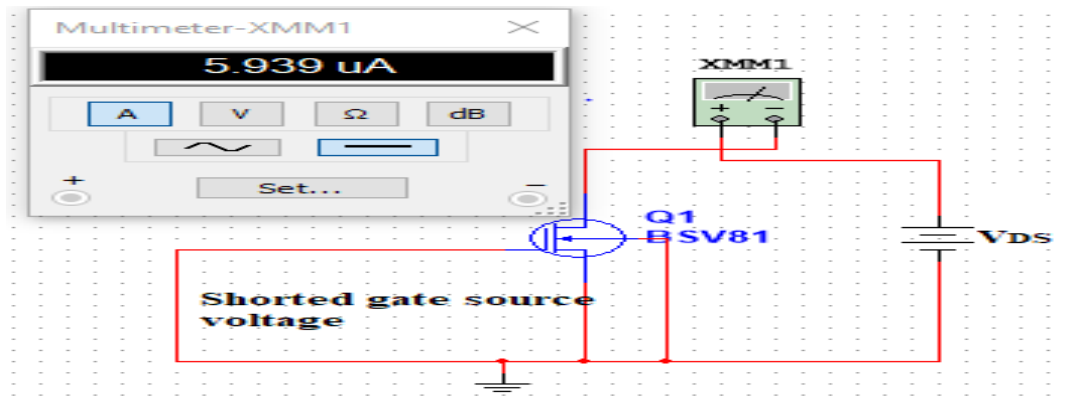 Multimeter-XMM1
5.939 uA
A V Ω dB
+ Set... −
XMM1
+ −
Q1
BSV81
VDS
Shorted gate source
voltage